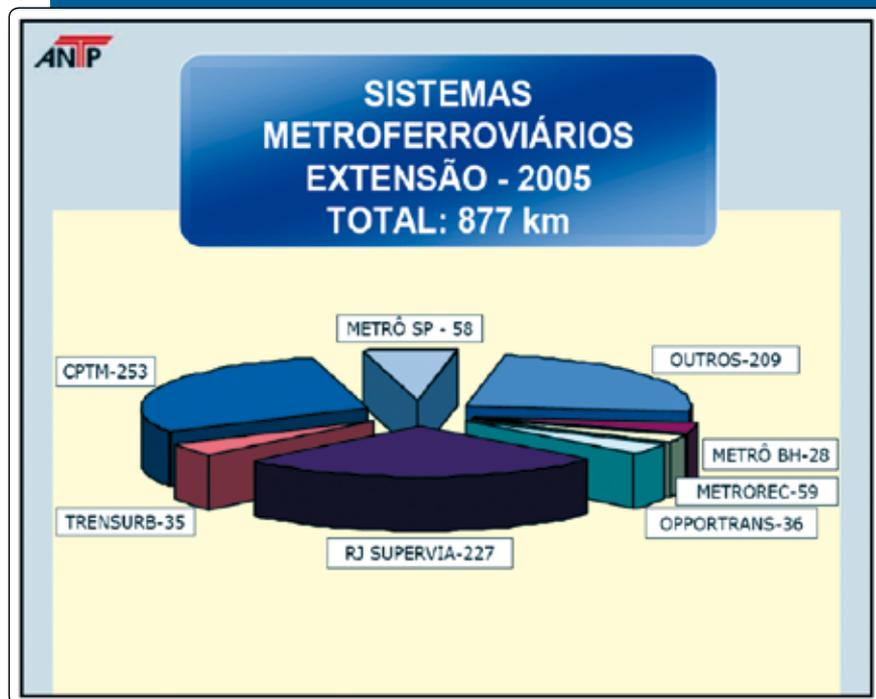 ANTP
SISTEMAS
METROFERROVIÁRIOS
EXTENSÃO - 2005
TOTAL: 877 km
METRÔ SP - 58
CPTM-253
OUTROS-209
METRÔ BH-28
METROREC-59
TRENSURB-35
OPPORTRANS-36
RJ SUPERVIA-227